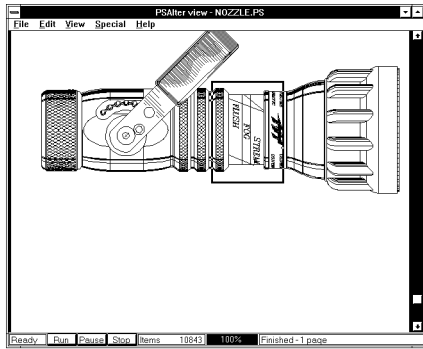 PSAlter view - NOZZLE.PS
File Edit View Special Help
FLUSH
FOG
STREAM
Ready Run Pause Stop Items 10843 100% Finished - 1 page